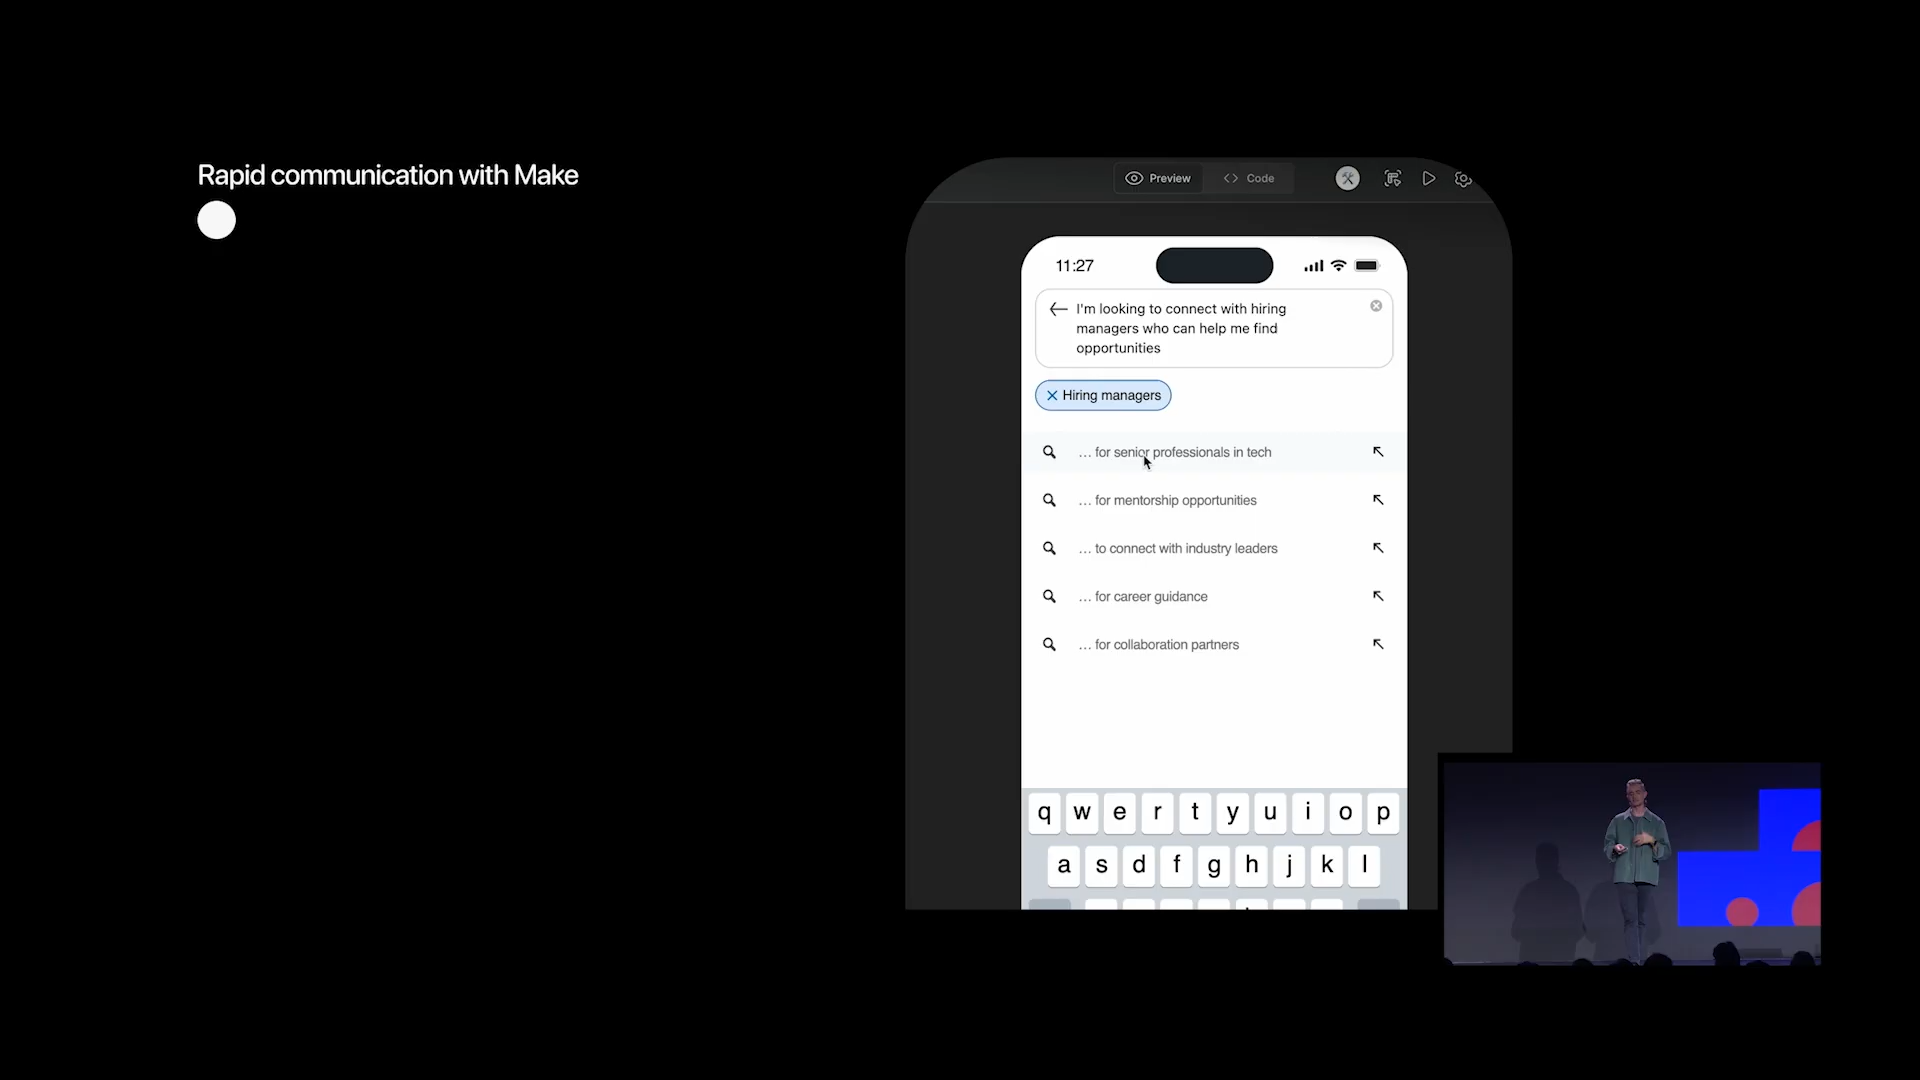 Rapid communication with Make
Preview
Code
11:27
I'm looking to connect with hiring
managers who can help me find
opportunities
Hiring managers
... for senior professionals in tech
... for mentorship opportunities
... to connect with industry leaders
... for career guidance
... for collaboration partners
q w e r t y u i o p
a s d f g h j k l